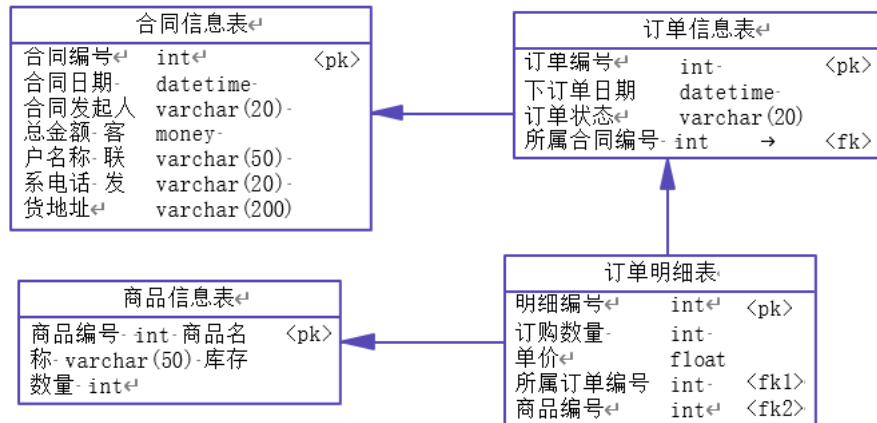 合同信息表↵
合同编号↵ int↵ <pk>
合同日期- datetime-
合同发起人 varchar(20)-
总金额-客 money-
户名称-联 varchar(50)-
系电话-发 varchar(20)-
货地址↵ varchar(200)
订单信息表↵
订单编号↵ int- <pk>
下订单日期 datetime-
订单状态↵ varchar(20)
所属合同编号- int → <fk>
商品信息表↵
商品编号-int-商品名 <pk>
称-varchar(50)-库存
数量-int↵
订单明细表
明细编号↵ int↵ <pk>
订购数量- int-
单价↵ float
所属订单编号 int- <fk1>
商品编号↵ int↵ <fk2>